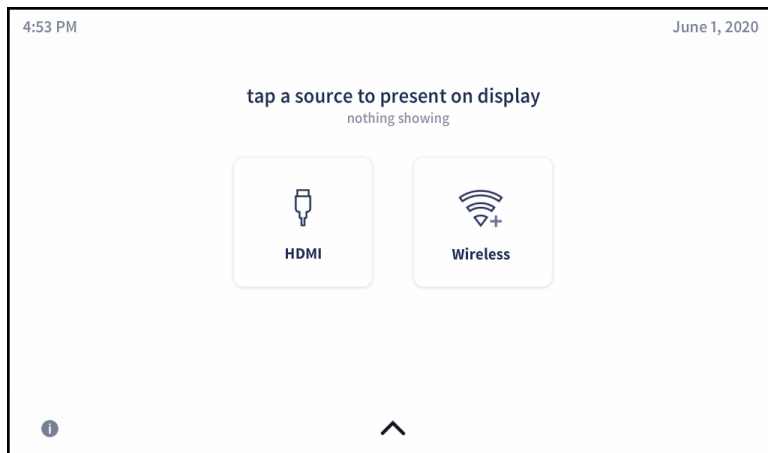 4:53 PM
June 1, 2020
tap a source to present on display
nothing showing
HDMI
Wireless